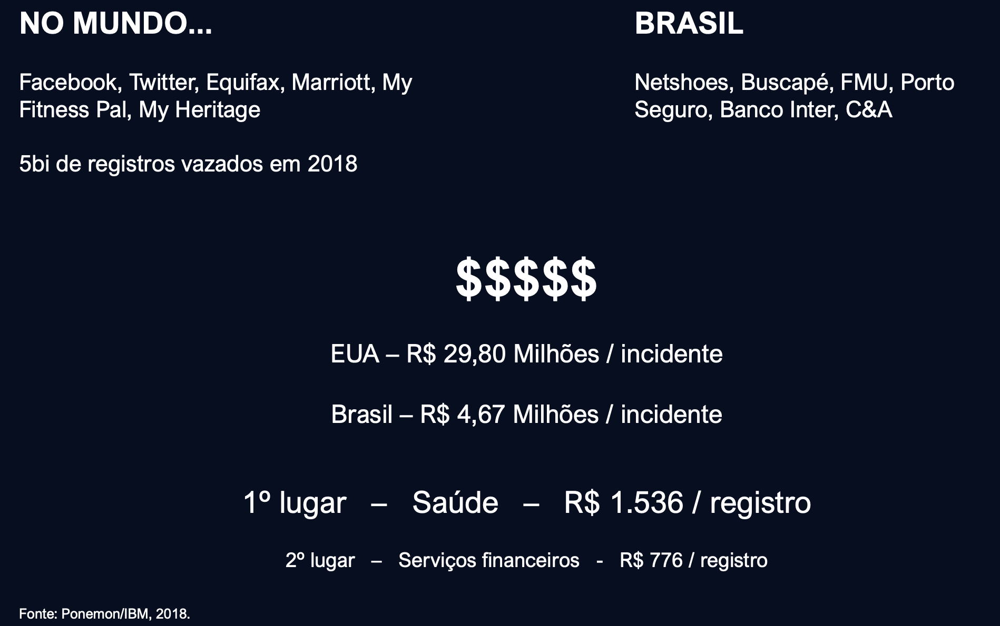 NO MUNDO...
Facebook, Twitter, Equifax, Marriott, My
Fitness Pal, My Heritage
5bi de registros vazados em 2018
BRASIL
Netshoes, Buscapé, FMU, Porto
Seguro, Banco Inter, C&A
$$$$$
EUA – R$ 29,80 Milhões / incidente
Brasil – R$ 4,67 Milhões / incidente
1º lugar – Saúde – R$ 1.536 / registro
2º lugar – Serviços financeiros - R$ 776 / registro
Fonte: Ponemon/IBM, 2018.